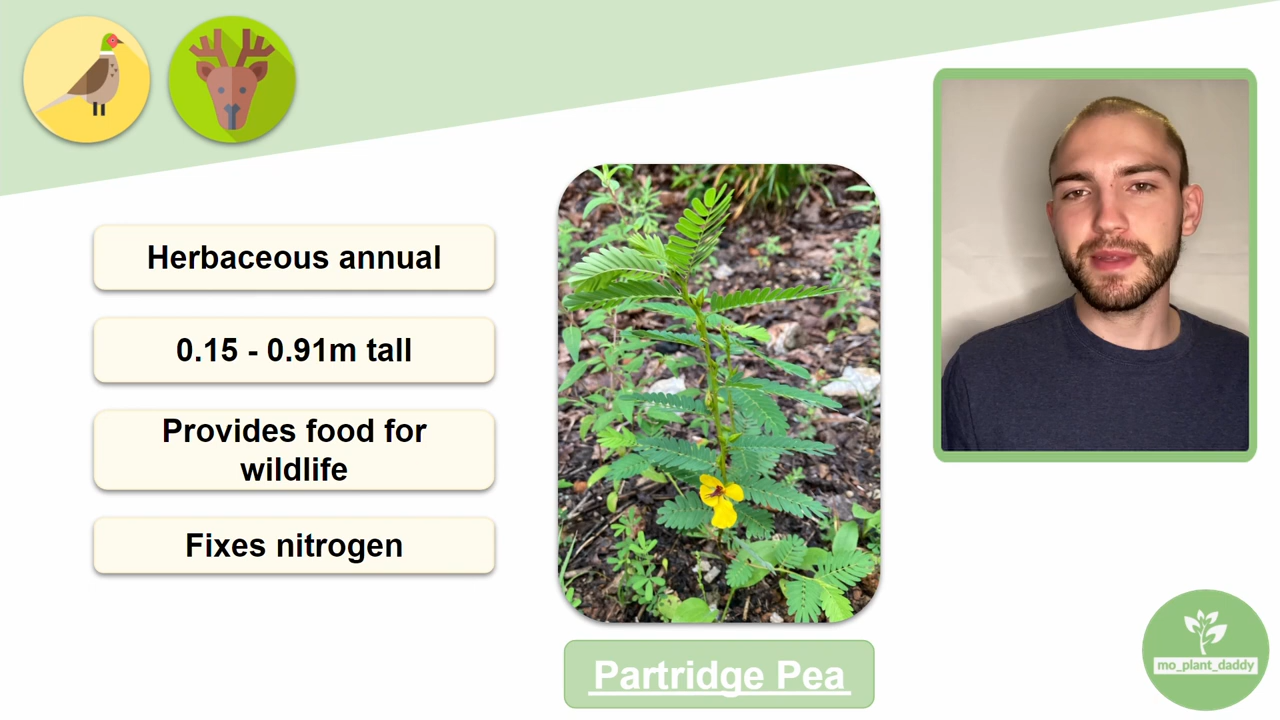 Herbaceous annual
0.15 - 0.91m tall
Provides food for
wildlife
Fixes nitrogen
Partridge Pea
mo_plant_daddy